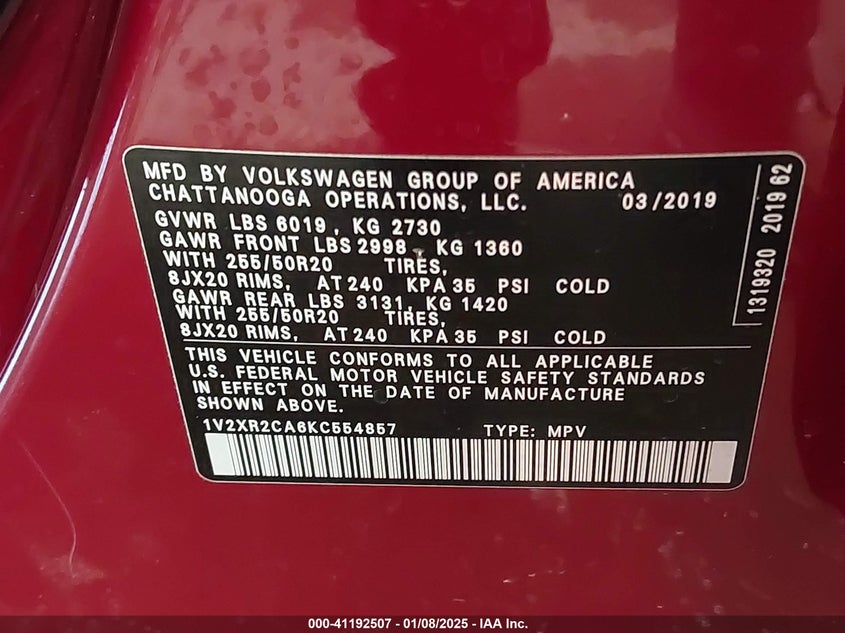 MFD BY VOLKSWAGEN GROUP OF AMERICA
CHATTANOOGA OPERATIONS, LLC. 03/2019
GVWR LBS 6019, KG 2730
GAWR FRONT LBS 2998, KG 1360
WITH 255/50R20 TIRES,
8JX20 RIMS, AT 240 KPA 35 PSI COLD
GAWR REAR LBS 3131, KG 1420
WITH 255/50R20 TIRES,
8JX20 RIMS, AT 240 KPA 35 PSI COLD
THIS VEHICLE CONFORMS TO ALL APPLICABLE
U.S. FEDERAL MOTOR VEHICLE SAFETY STANDARDS
IN EFFECT ON THE DATE OF MANUFACTURE
SHOWN ABOVE.
1V2XR2CA6KC554857 TYPE: MPV
1319320 2019 62
000-41192507 - 01/08/2025 - IAA Inc.